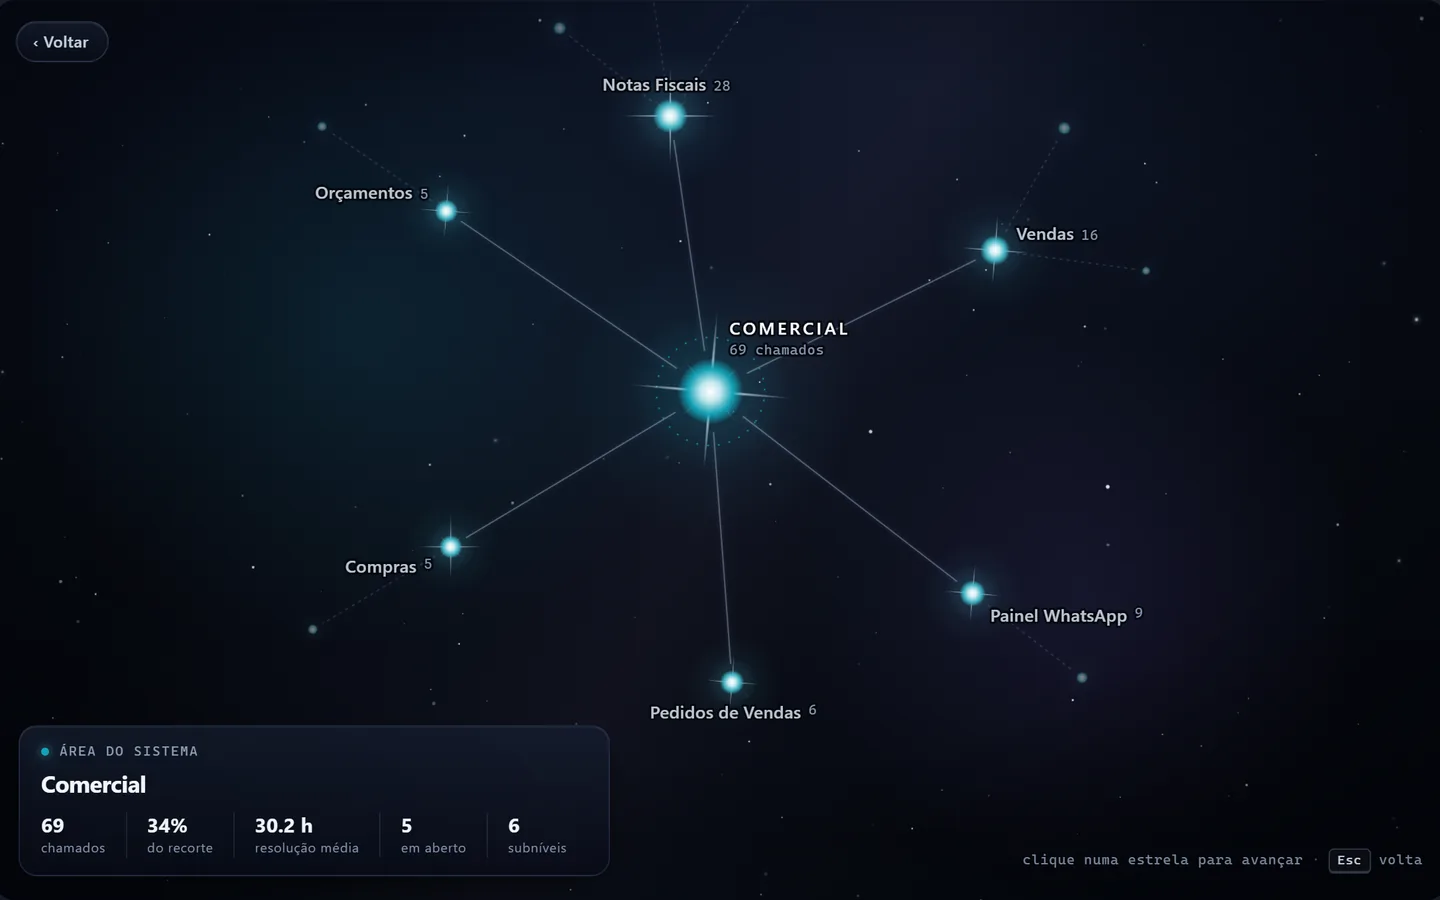 ‹ Voltar
Notas Fiscais 28
Orçamentos 5
Vendas 16
COMERCIAL
69 chamados
Compras 5
Painel WhatsApp 9
Pedidos de Vendas 6
ÁREA DO SISTEMA
Comercial
69 34% 30.2 h 5 6
chamados do recorte resolução média em aberto subníveis
clique numa estrela para avançar · Esc volta